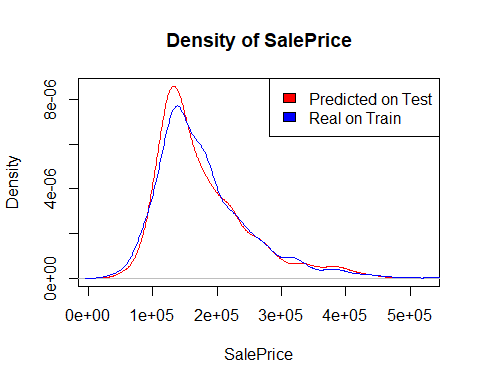 Density of SalePrice
Predicted on Test
Real on Train
Density
8e-06
4e-06
0e+00
0e+00 1e+05 2e+05 3e+05 4e+05 5e+05
SalePrice